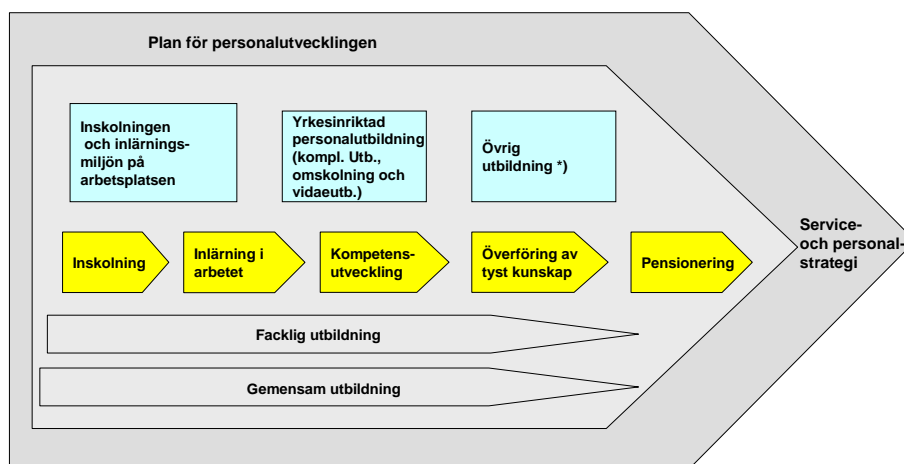 Plan för personalutvecklingen
Inskolningen
och inlärnings-
miljön på
arbetsplatsen
Yrkesinriktad
personalutbildning
(kompl. Utb.,
omskolning och
vidaeutb.)
Övrig
utbildning *)
Service-
och personal-
strategi
Inskolning
Inlärning i
arbetet
Kompetens-
utveckling
Överföring av
tyst kunskap
Pensionering
Facklig utbildning
Gemensam utbildning